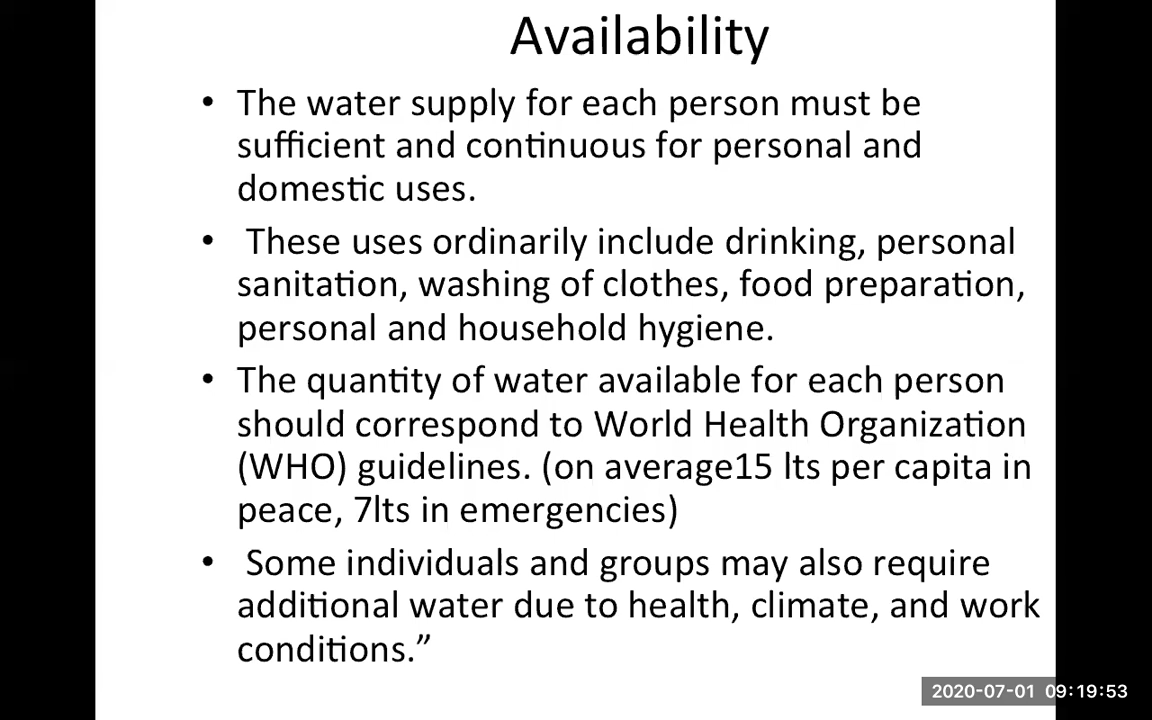 Availability
• The water supply for each person must be
sufficient and continuous for personal and
domestic uses.
• These uses ordinarily include drinking, personal
sanitation, washing of clothes, food preparation,
personal and household hygiene.
• The quantity of water available for each person
should correspond to World Health Organization
(WHO) guidelines. (on average15 lts per capita in
peace, 7lts in emergencies)
• Some individuals and groups may also require
additional water due to health, climate, and work
conditions.”
2020-07-01 09:19:53